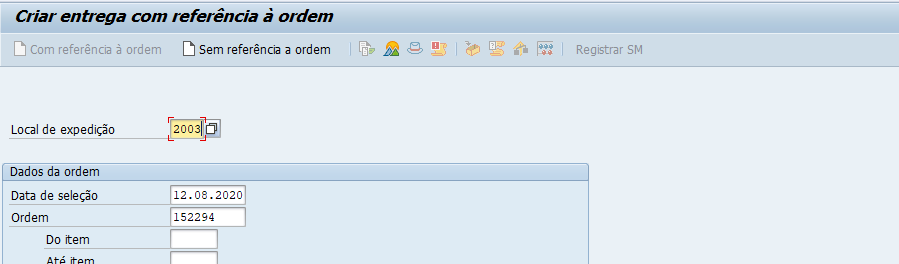 Criar entrega com referência à ordem
Com referência à ordem Sem referência a ordem Registrar SM
Local de expedição 2003
Dados da ordem
Data de seleção 12.08.2020
Ordem 152294
Do item
Até item